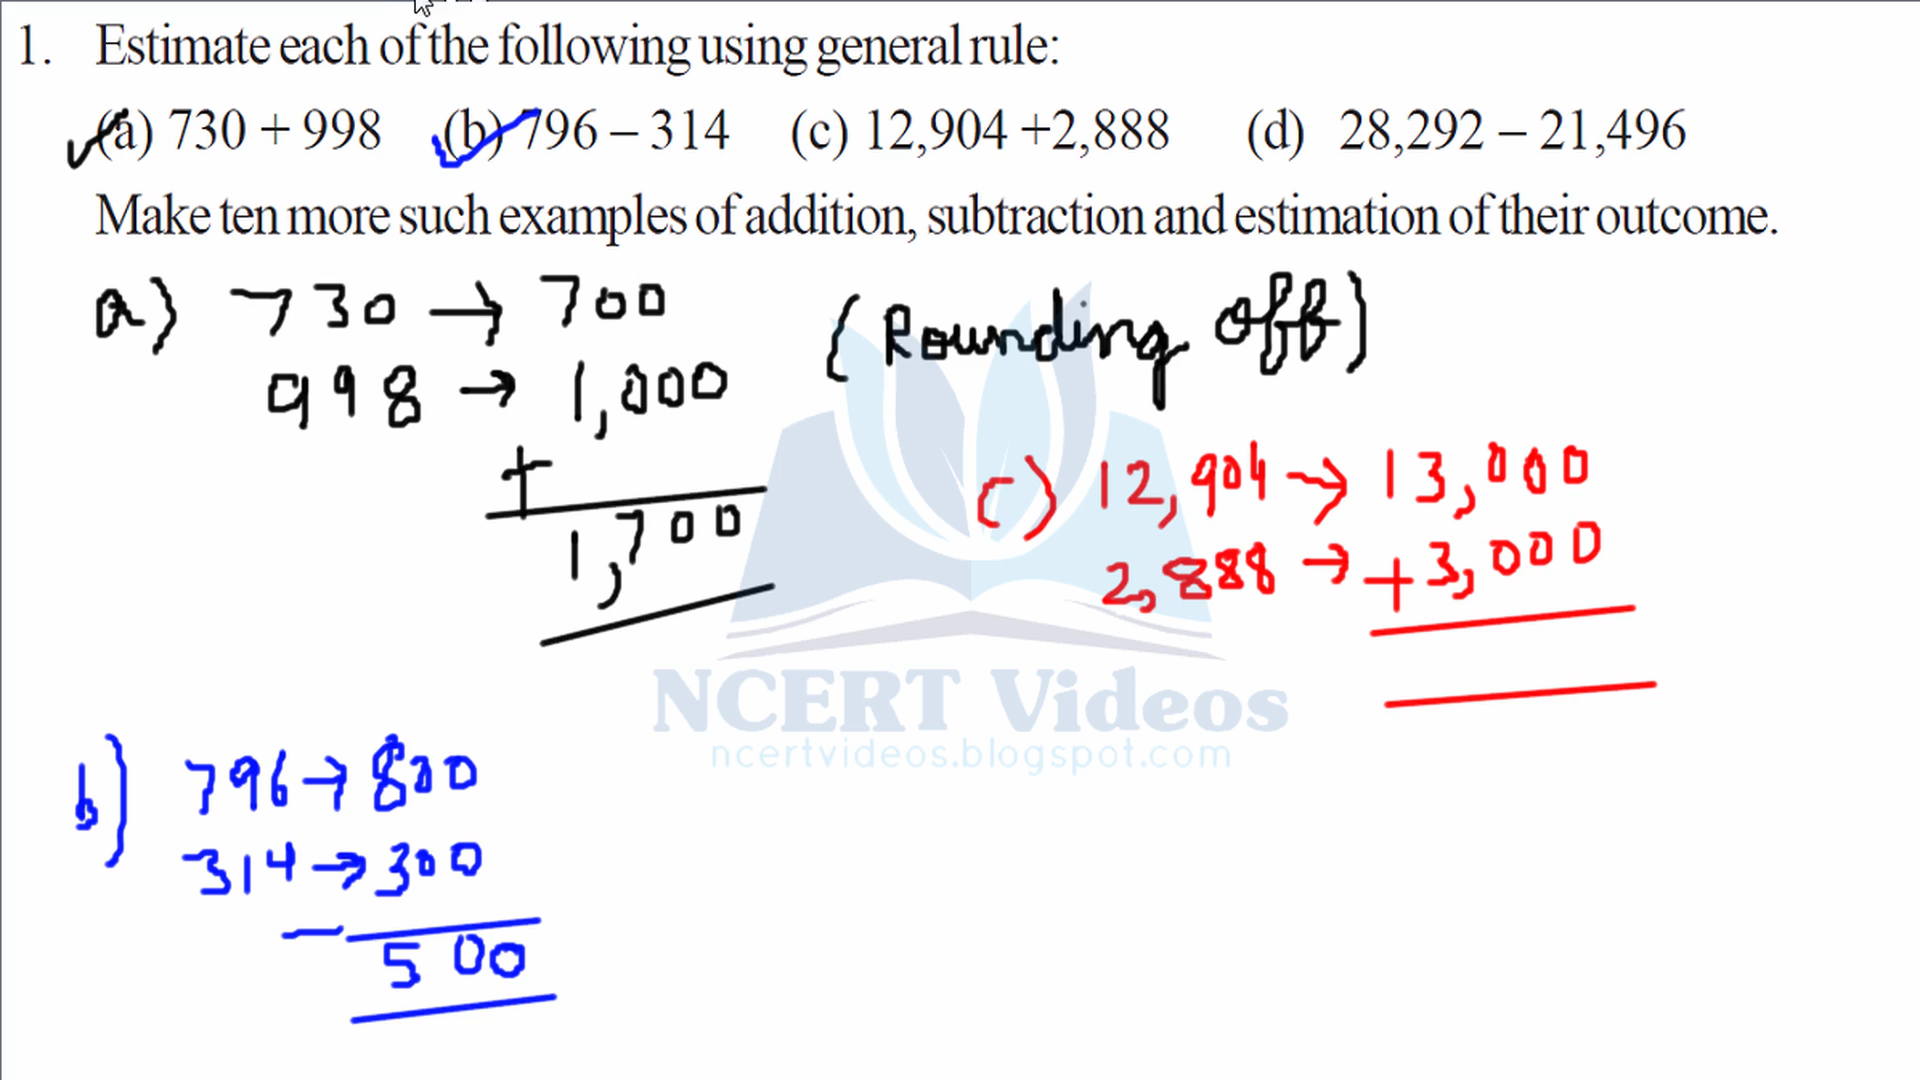 1. Estimate each of the following using general rule:
(a) 730 + 998 (b) 796 – 314 (c) 12,904 +2,888 (d) 28,292 – 21,496
Make ten more such examples of addition, subtraction and estimation of their outcome.
a) 730 → 700 (Rounding off)
998 → 1,000
+
1,700
c) 12,904 → 13,000
2,888 → + 3,000
NCERT Videos
ncertvideos.blogspot.com
b) 796 → 800
314 → 300
–
500